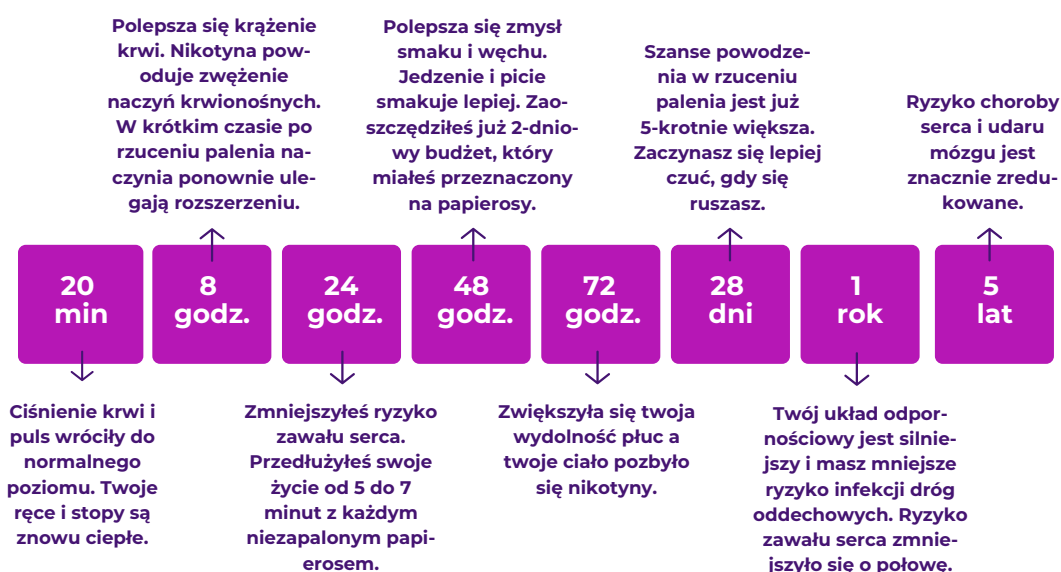 Polepsza się krążenie
krwi. Nikotyna pow-
oduje zwężenie
naczyń krwionośnych.
W krótkim czasie po
rzuceniu palenia na-
czynia ponownie ule-
gają rozszerzeniu.
Polepsza się zmysł
smaku i węchu.
Jedzenie i picie
smakuje lepiej. Zao-
szczędziłeś już 2-dnio-
wy budżet, który
miałeś przeznaczony
na papierosy.
Szanse powodze-
nia w rzuceniu
palenia jest już
5-krotnie większa.
Zaczynasz się lepiej
czuć, gdy się
ruszasz.
Ryzyko choroby
serca i udaru
mózgu jest
znacznie zredu-
kowane.
20
min
8
godz.
24
godz.
48
godz.
72
godz.
28
dni
1
rok
5
lat
Ciśnienie krwi i
puls wróciły do
normalnego
poziomu. Twoje
ręce i stopy są
znowu ciepłe.
Zmniejszyłeś ryzyko
zawału serca.
Przedłużyłeś swoje
życie od 5 do 7
minut z każdym
niezapalonym papi-
erosem.
Zwiększyła się twoja
wydolność płuc a
twoje ciało pozbyło
się nikotyny.
Twój układ odpor-
nościowy jest silnie-
jszy i masz mniejsze
ryzyko infekcji dróg
oddechowych. Ryzyko
zawału serca zmnie-
jszyło się o połowę.